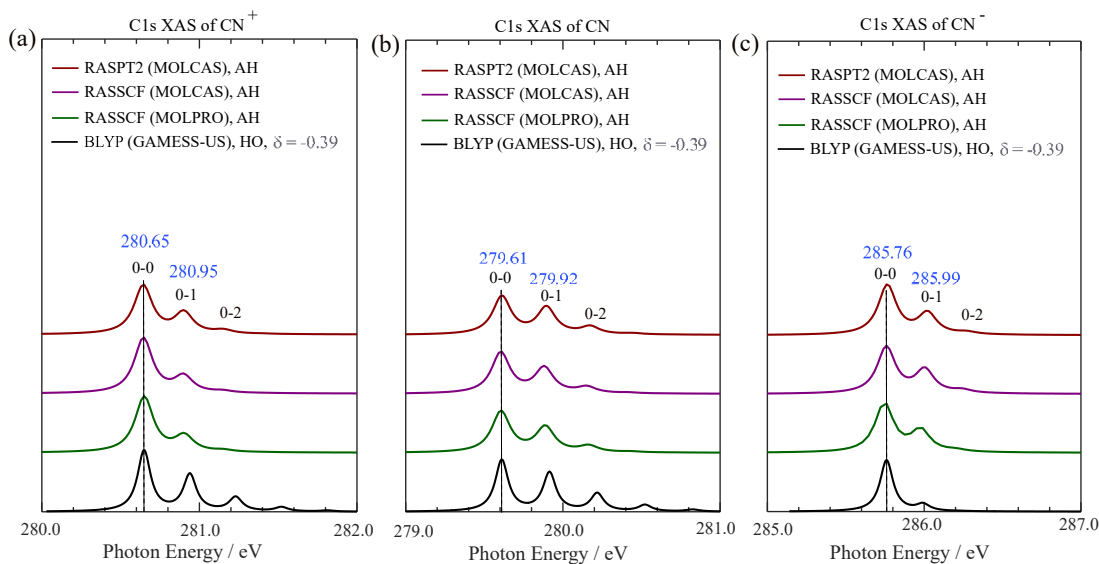 C1s XAS of CN+
(a)
RASPT2 (MOLCAS), AH
RASSCF (MOLCAS), AH
RASSCF (MOLPRO), AH
BLYP (GAMESS-US), HO, δ = -0.39
280.65
0-0
280.95
0-1
0-2
280.0
281.0
282.0
Photon Energy / eV
C1s XAS of CN
(b)
RASPT2 (MOLCAS), AH
RASSCF (MOLCAS), AH
RASSCF (MOLPRO), AH
BLYP (GAMESS-US), HO, δ = -0.39
279.61
0-0
279.92
0-1
0-2
279.0
280.0
281.0
Photon Energy / eV
C1s XAS of CN-
(c)
RASPT2 (MOLCAS), AH
RASSCF (MOLCAS), AH
RASSCF (MOLPRO), AH
BLYP (GAMESS-US), HO, δ = -0.39
285.76
0-0
285.99
0-1
0-2
285.0
286.0
287.0
Photon Energy / eV